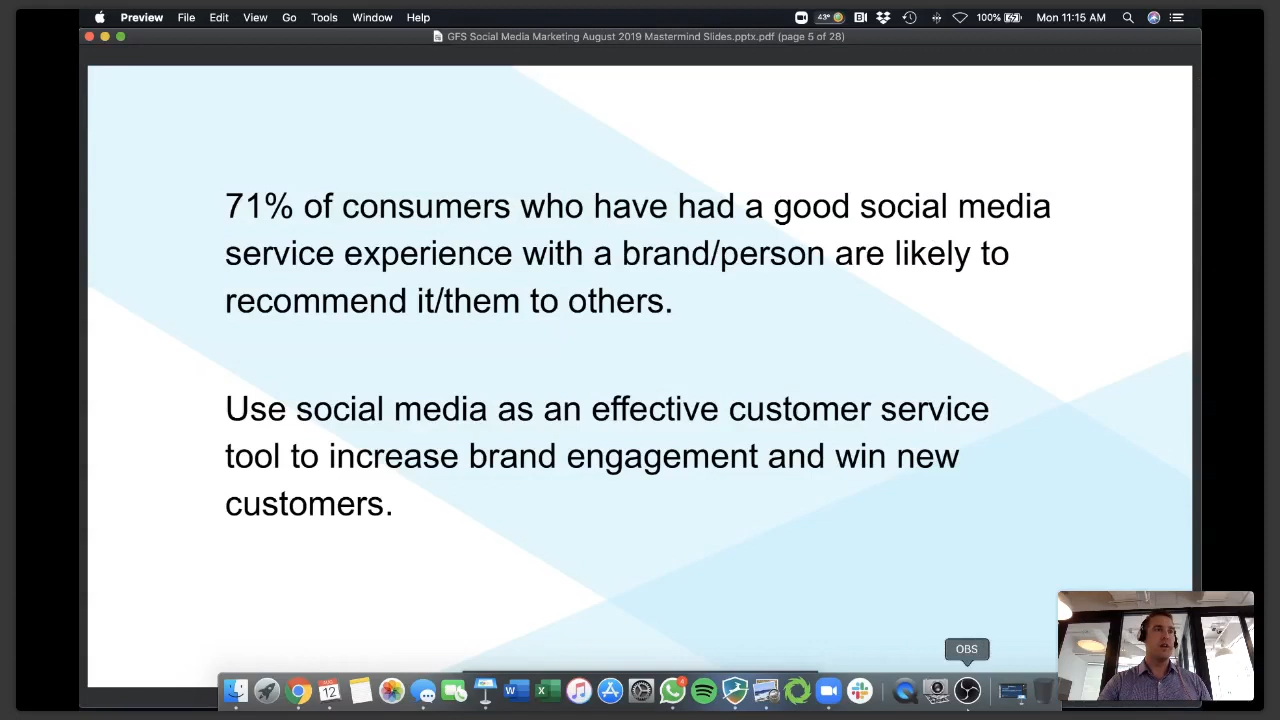 Preview File Edit View Go Tools Window Help 43° 100% Mon 11:15 AM
GFS Social Media Marketing August 2019 Mastermind Slides.pptx.pdf (page 5 of 28)
71% of consumers who have had a good social media
service experience with a brand/person are likely to
recommend it/them to others.
Use social media as an effective customer service
tool to increase brand engagement and win new
customers.
OBS
12
4